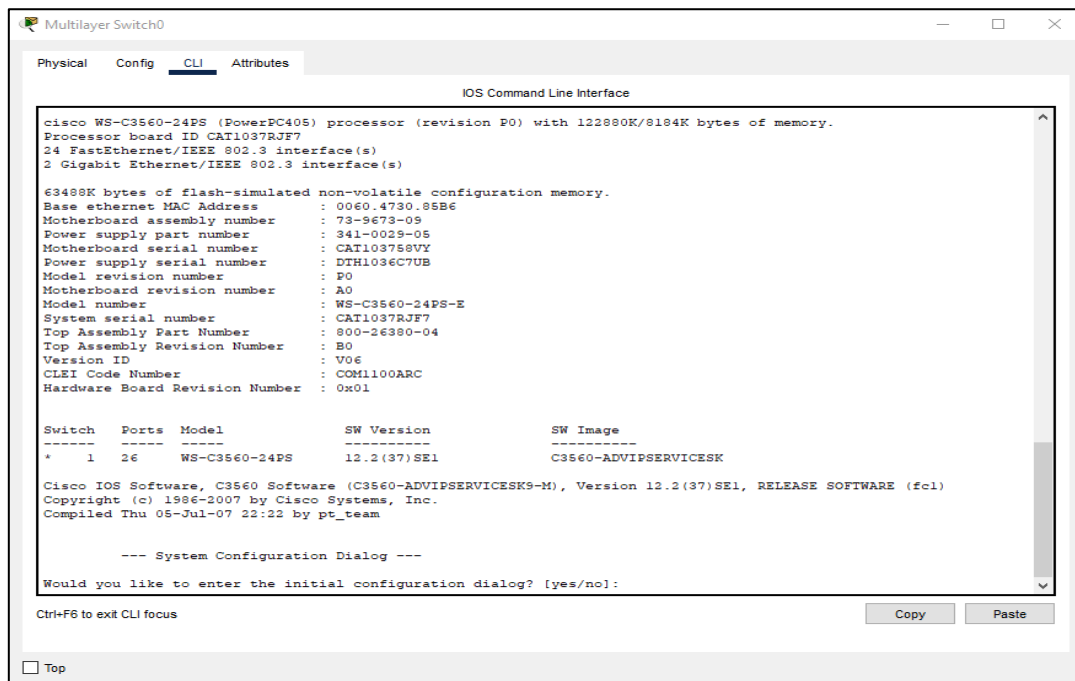 Multilayer Switch0
Physical Config CLI Attributes
IOS Command Line Interface
cisco WS-C3560-24PS (PowerPC405) processor (revision P0) with 122880K/8184K bytes of memory.
Processor board ID CAT1037RJF7
24 FastEthernet/IEEE 802.3 interface(s)
2 Gigabit Ethernet/IEEE 802.3 interface(s)
63488K bytes of flash-simulated non-volatile configuration memory.
Base ethernet MAC Address : 0060.4730.85B6
Motherboard assembly number : 73-9673-09
Power supply part number : 341-0029-05
Motherboard serial number : CAT103758VY
Power supply serial number : DTH1036C7UB
Model revision number : P0
Motherboard revision number : A0
Model number : WS-C3560-24PS-E
System serial number : CAT1037RJF7
Top Assembly Part Number : 800-26380-04
Top Assembly Revision Number : B0
Version ID : V06
CLEI Code Number : COM1100ARC
Hardware Board Revision Number : 0x01
Switch Ports Model SW Version SW Image
------ ----- ----- ---------- ----------
* 1 26 WS-C3560-24PS 12.2(37)SE1 C3560-ADVIPSERVICESK
Cisco IOS Software, C3560 Software (C3560-ADVIPSERVICESK9-M), Version 12.2(37)SE1, RELEASE SOFTWARE (fc1)
Copyright (c) 1986-2007 by Cisco Systems, Inc.
Compiled Thu 05-Jul-07 22:22 by pt_team
--- System Configuration Dialog ---
Would you like to enter the initial configuration dialog? [yes/no]:
Ctrl+F6 to exit CLI focus
Copy Paste
Top